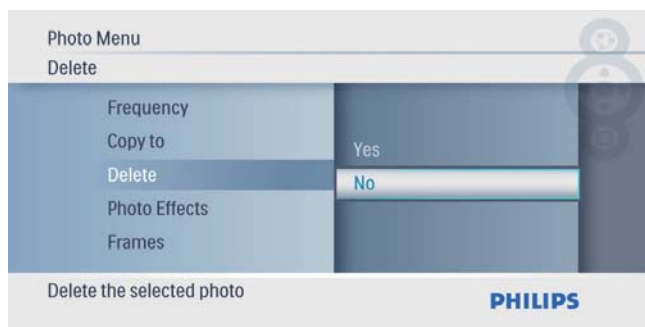 Photo Menu
Delete
Frequency
Copy to
Delete
Photo Effects
Frames
Yes
No
Delete the selected photo
PHILIPS